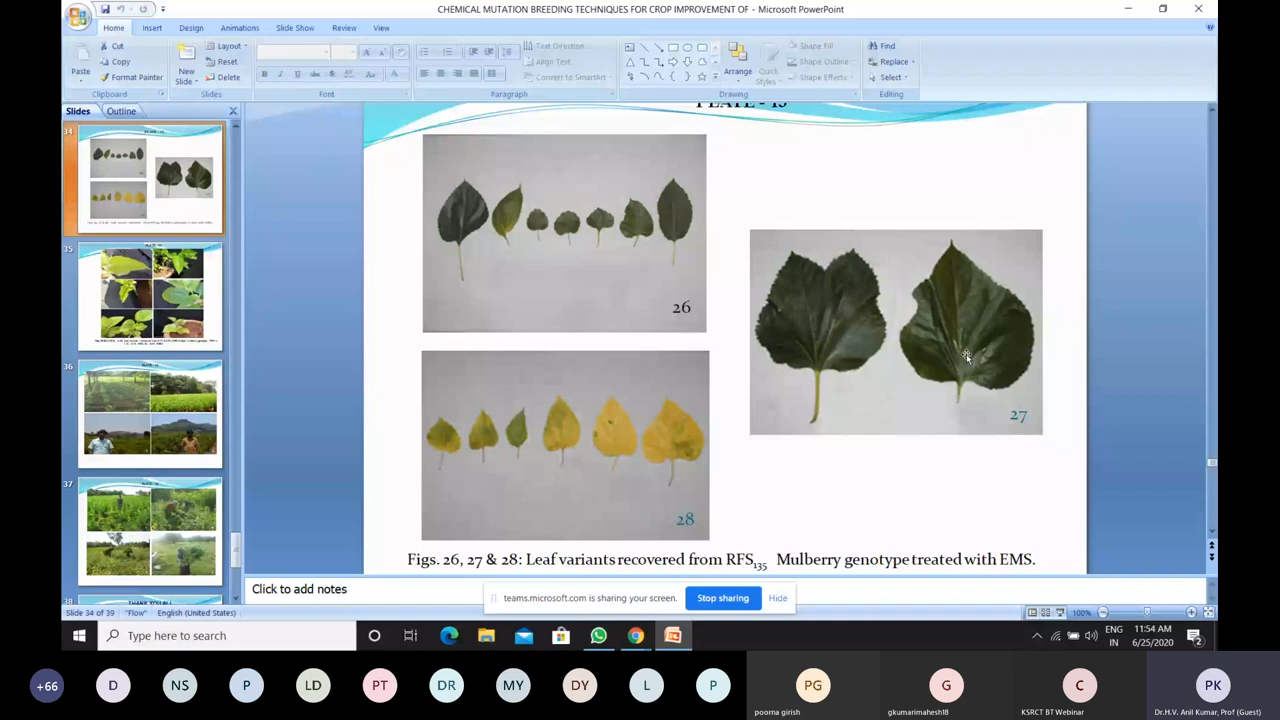 CHEMICAL MUTATION BREEDING TECHNIQUES FOR CROP IMPROVEMENT OF - Microsoft PowerPoint
Home Insert Design Animations Slide Show Review View
Cut
Copy
Format Painter
Paste
Clipboard
New
Slide
Layout
Reset
Delete
Slides
Font
Text Direction
Align Text
Convert to SmartArt
Paragraph
Arrange
Quick
Styles
Shape Fill
Shape Outline
Shape Effects
Drawing
Find
Replace
Select
Editing
Slides Outline
34
35
36
37
26
27
28
Figs. 26, 27 & 28: Leaf variants recovered from RFS135 Mulberry genotype treated with EMS.
Click to add notes
teams.microsoft.com is sharing your screen. Stop sharing Hide
Slide 34 of 39 "Flow" English (United States) 100%
Type here to search
ENG
IN
11:54 AM
6/25/2020
2
+66 D NS P LD PT DR MY DY L P PG G C PK
poorna girish gkumarimahesh18 KSRCT BT Webinar Dr.H.V. Anil Kumar, Prof (Guest)